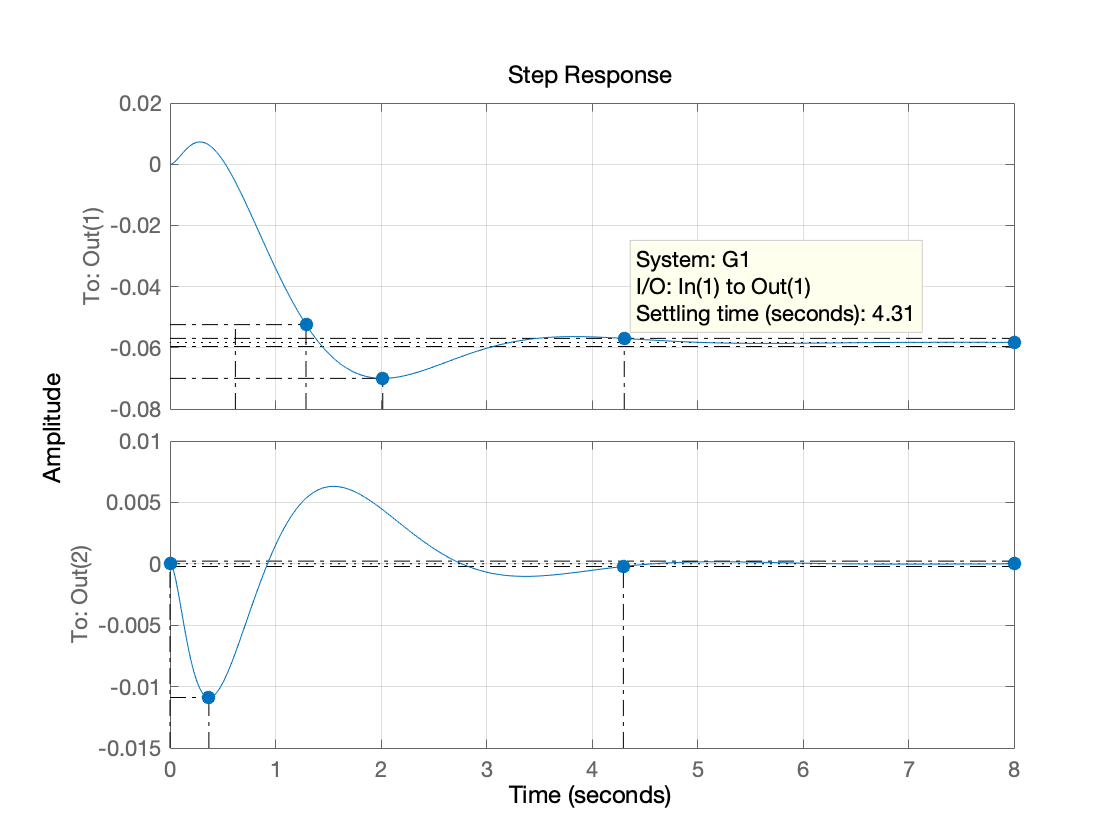 Step Response
To: Out(1)
0.02
0
-0.02
-0.04
-0.06
-0.08
System: G1
I/O: In(1) to Out(1)
Settling time (seconds): 4.31
Amplitude
To: Out(2)
0.01
0.005
0
-0.005
-0.01
-0.015
0 1 2 3 4 5 6 7 8
Time (seconds)